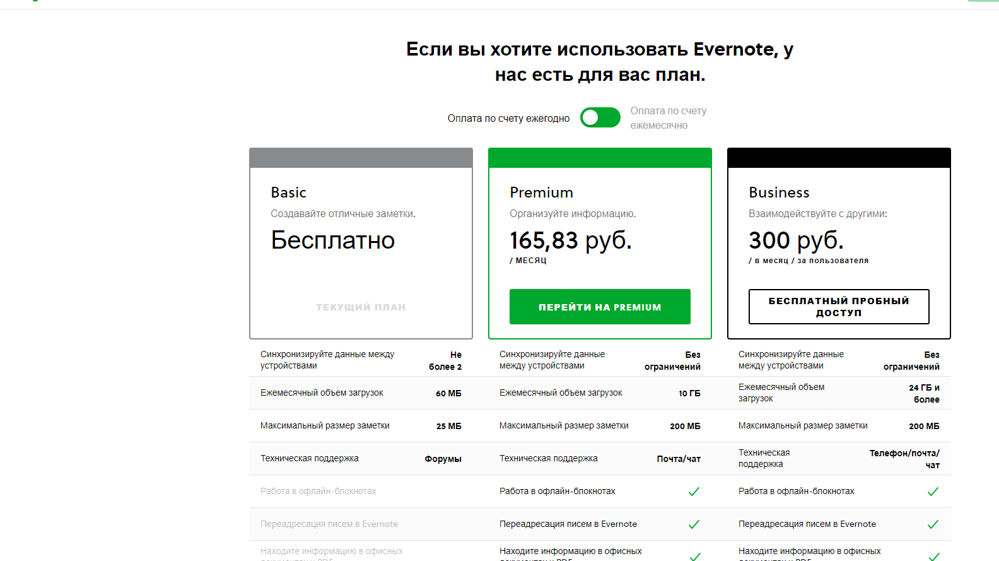 Если вы хотите использовать Evernote, у
нас есть для вас план.
Оплата по счету ежегодно
Оплата по счету
ежемесячно
Basic
Создавайте отличные заметки.
Бесплатно
ТЕКУЩИЙ ПЛАН
Premium
Организуйте информацию.
165,83 руб.
/ МЕСЯЦ
ПЕРЕЙТИ НА PREMIUM
Business
Взаимодействуйте с другими:
300 руб.
/ в месяц / за пользователя
БЕСПЛАТНЫЙ ПРОБНЫЙ
ДОСТУП
Синхронизируйте данные между
устройствами
Не
более 2
Синхронизируйте данные
между устройствами
Без
ограничений
Синхронизируйте данные
между устройствами
Без
ограничений
Ежемесячный объем загрузок
60 МБ
Ежемесячный объем загрузок
10 ГБ
Ежемесячный объем
загрузок
24 ГБ и
более
Максимальный размер заметки
25 МБ
Максимальный размер заметки
200 МБ
Максимальный размер заметки
200 МБ
Техническая поддержка
Форумы
Техническая поддержка
Почта/чат
Техническая
поддержка
Телефон/почта/
чат
Работа в офлайн-блокнотах
Работа в офлайн-блокнотах
Работа в офлайн-блокнотах
Переадресация писем в Evernote
Переадресация писем в Evernote
Переадресация писем в Evernote
Находите информацию в офисных
Находите информацию в офисных
Находите информацию в офисных